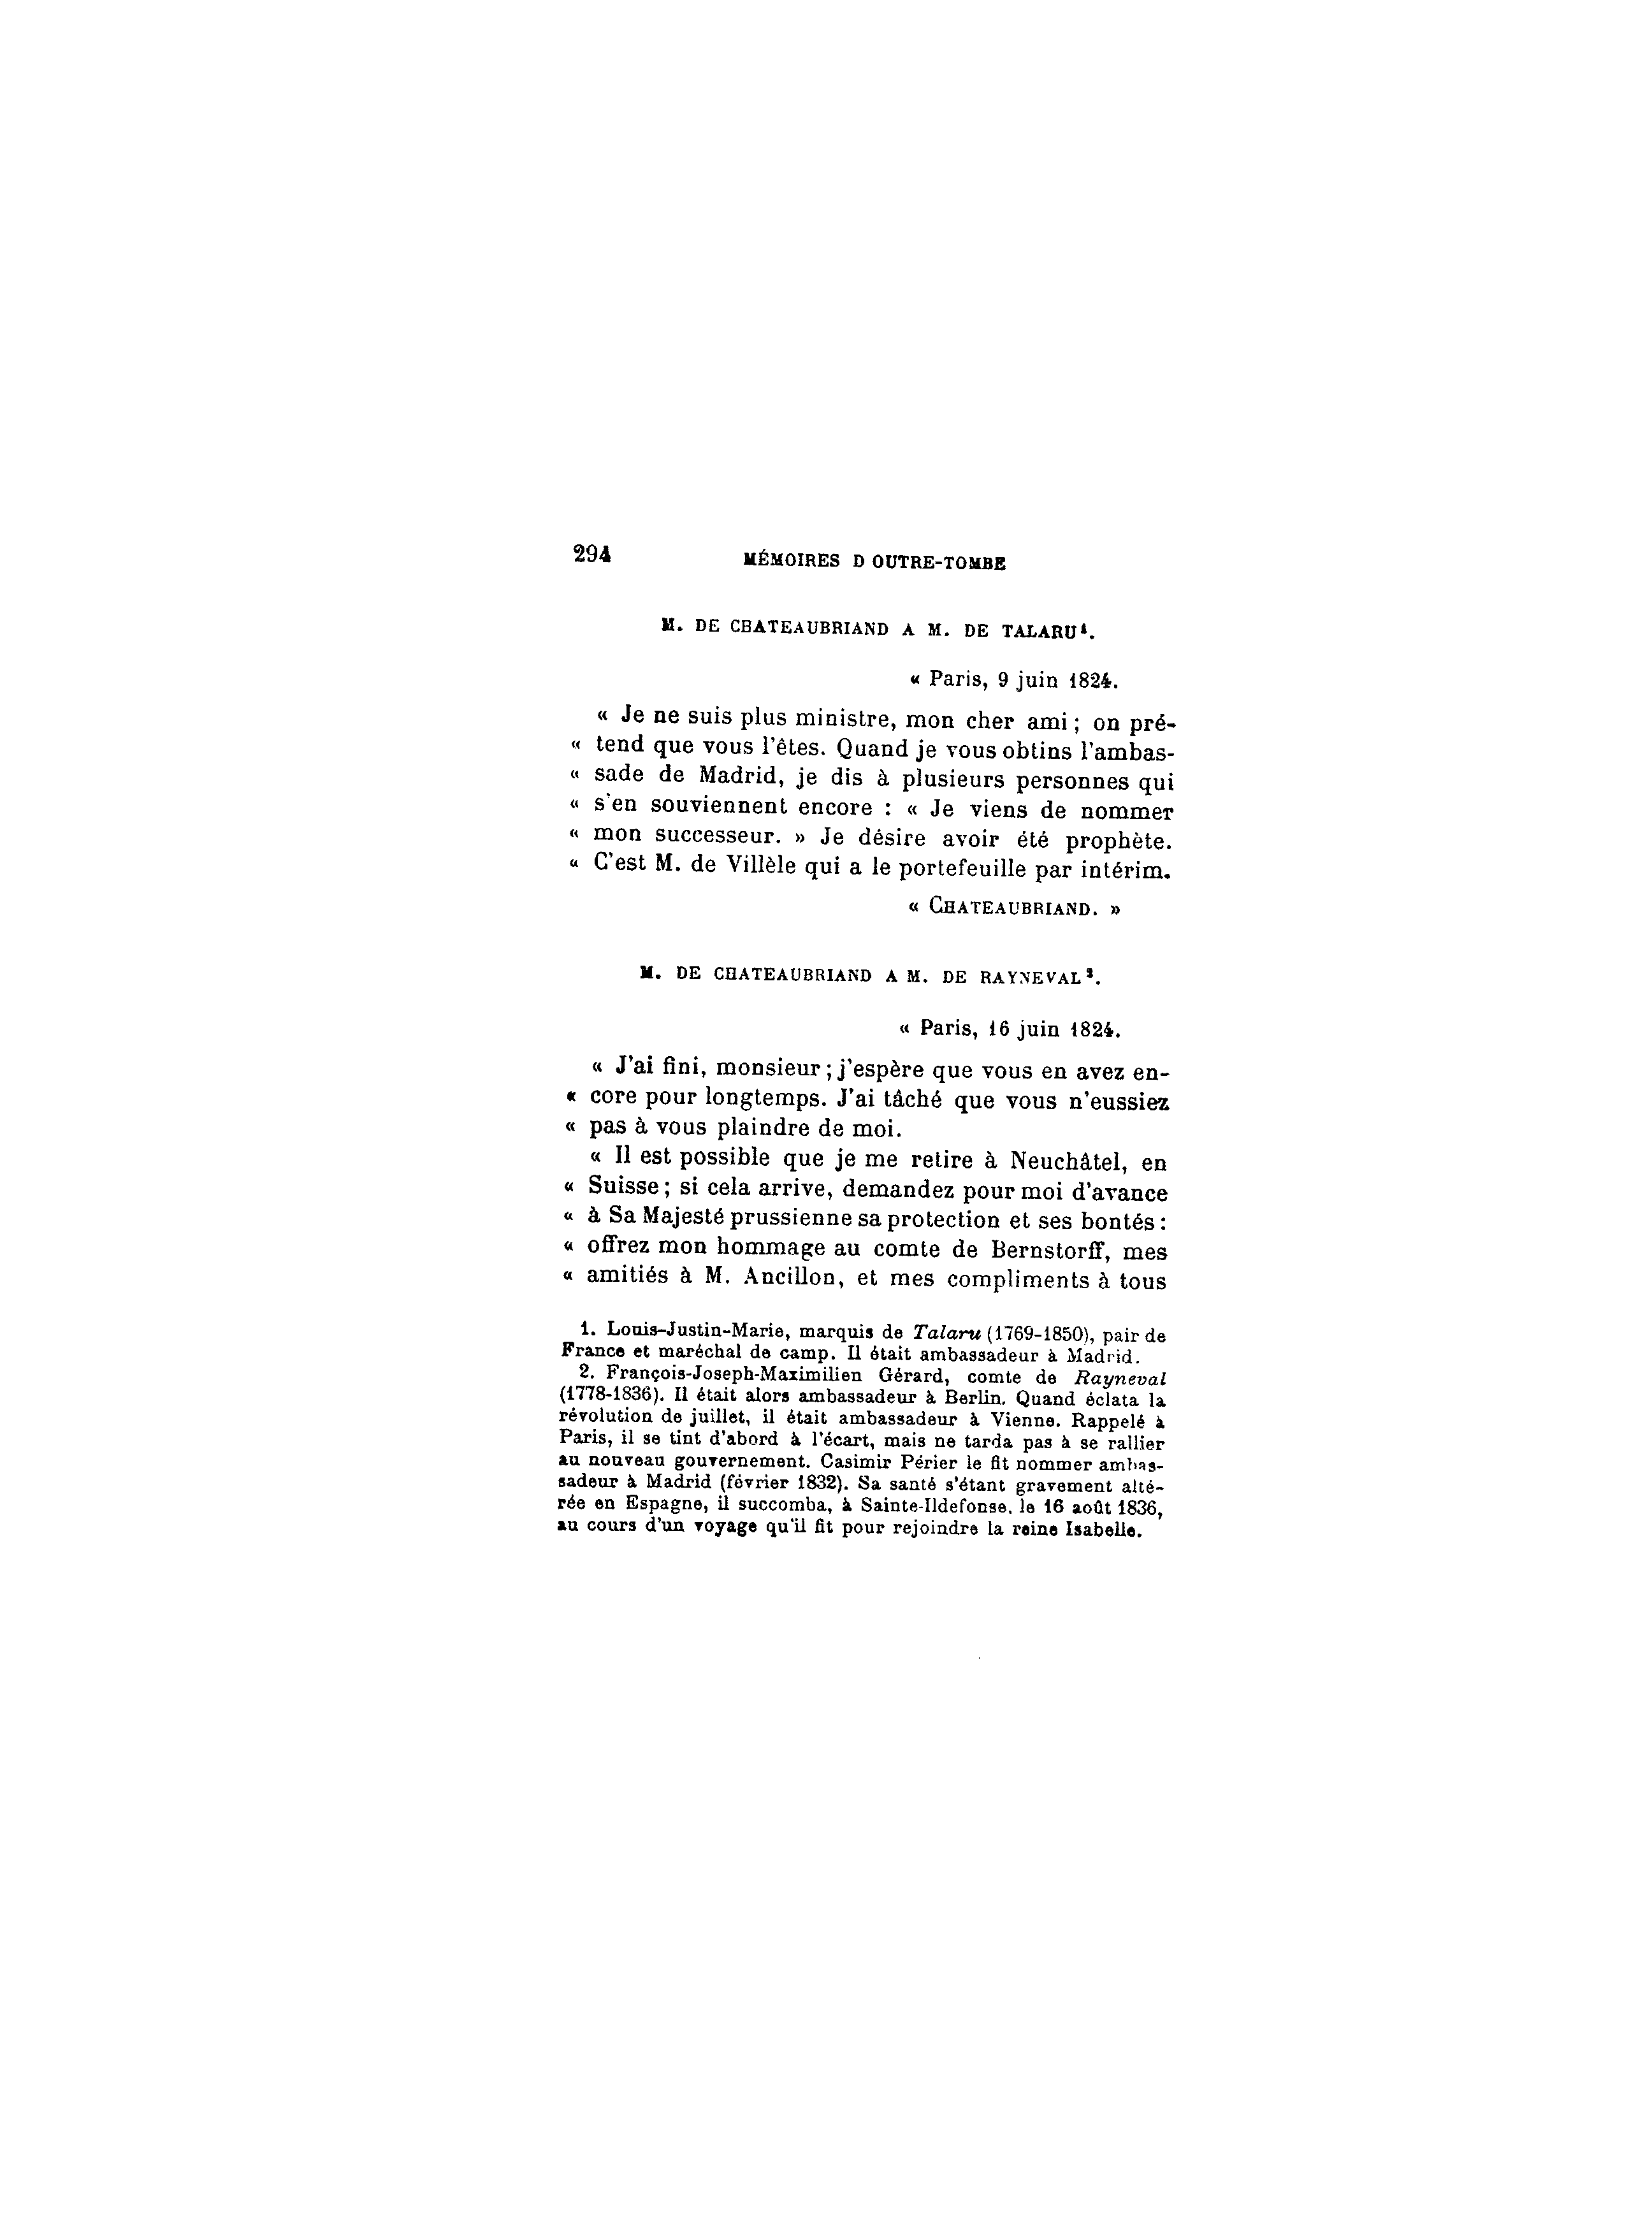 294 MÉMOIRES D OUTRE-TOMBE
M. DE CHATEAUBRIAND A M. DE TALARU¹.
« Paris, 9 juin 1824.
« Je ne suis plus ministre, mon cher ami ; on pré-
« tend que vous l'êtes. Quand je vous obtins l'ambas-
« sade de Madrid, je dis à plusieurs personnes qui
« s'en souviennent encore : « Je viens de nommer
« mon successeur. » Je désire avoir été prophète.
« C'est M. de Villèle qui a le portefeuille par intérim.
« CHATEAUBRIAND. »
M. DE CHATEAUBRIAND A M. DE RAYNEVAL².
« Paris, 16 juin 1824.
« J'ai fini, monsieur ; j'espère que vous en avez en-
« core pour longtemps. J'ai tâché que vous n'eussiez
« pas à vous plaindre de moi.
« Il est possible que je me retire à Neuchâtel, en
« Suisse ; si cela arrive, demandez pour moi d'avance
« à Sa Majesté prussienne sa protection et ses bontés :
« offrez mon hommage au comte de Bernstorff, mes
« amitiés à M. Ancillon, et mes compliments à tous
1. Louis-Justin-Marie, marquis de Talaru (1769-1850), pair de
France et maréchal de camp. Il était ambassadeur à Madrid.
2. François-Joseph-Maximilien Gérard, comte de Rayneval
(1778-1836). Il était alors ambassadeur à Berlin. Quand éclata la
révolution de juillet, il était ambassadeur à Vienne. Rappelé à
Paris, il se tint d'abord à l'écart, mais ne tarda pas à se rallier
au nouveau gouvernement. Casimir Périer le fit nommer ambas-
sadeur à Madrid (février 1832). Sa santé s'étant gravement alté-
rée en Espagne, il succomba, à Sainte-Ildefonse, le 16 août 1836,
au cours d'un voyage qu'il fit pour rejoindre la reine Isabelle.